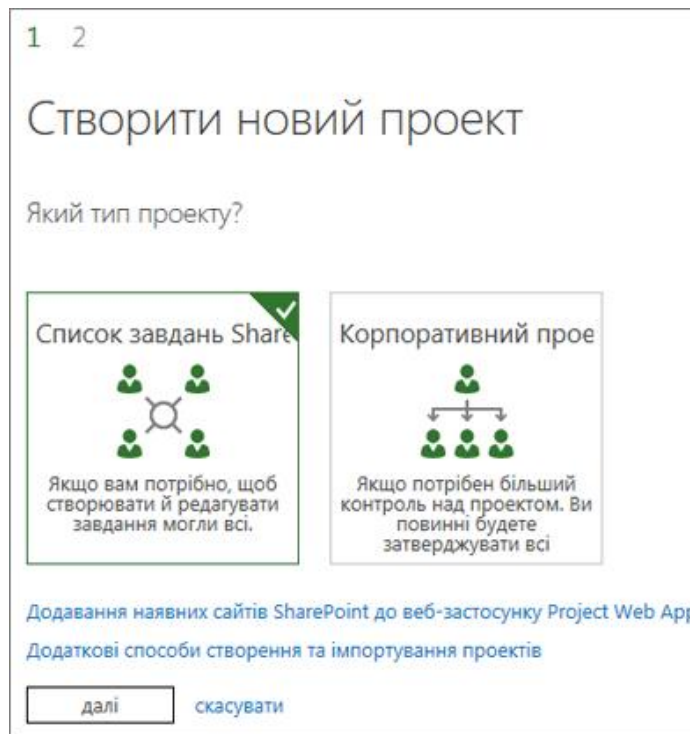 1 2
Створити новий проект
Який тип проекту?
Список завдань Share
Якщо вам потрібно, щоб
створювати й редагувати
завдання могли всі.
Корпоративний прое
Якщо потрібен більший
контроль над проектом. Ви
повинні будете
затверджувати всі
Додавання наявних сайтів SharePoint до веб-застосунку Project Web App
Додаткові способи створення та імпортування проектів
далі скасувати